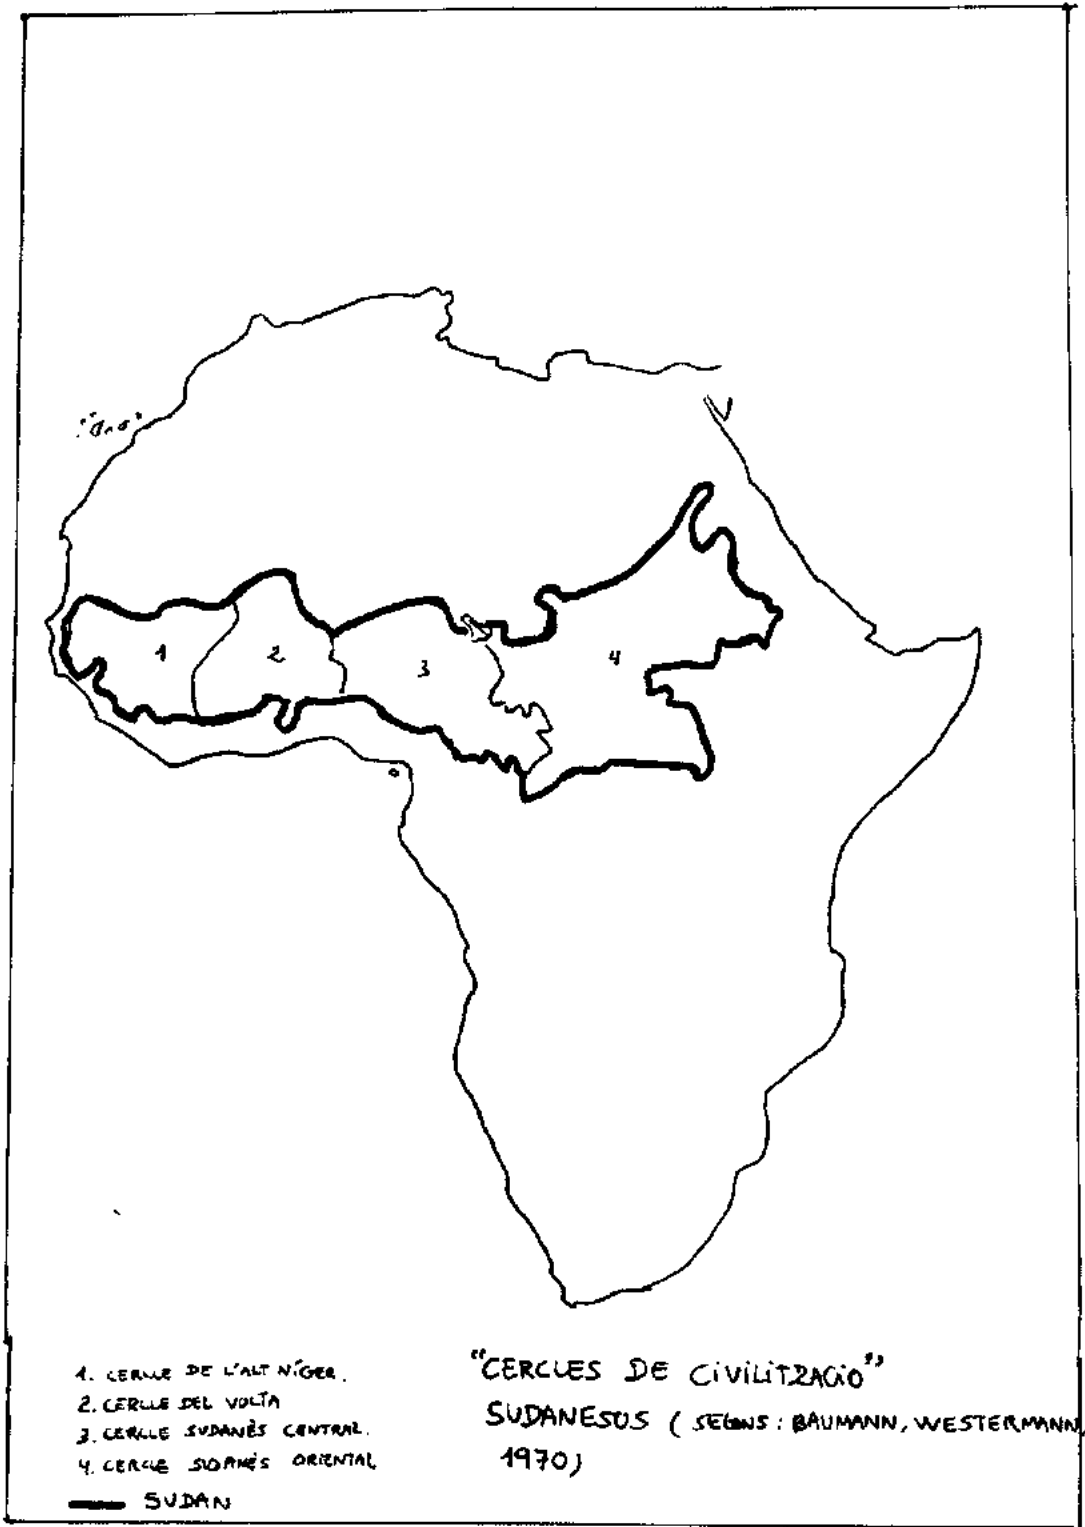 1
2
3
4
1. CERCLE DE L'ALT NÍGER.
2. CERCLE DEL VOLTA
3. CERCLE SUDANÈS CENTRAL.
4. CERCLE SUDANÈS ORIENTAL
SUDAN
"CERCLES DE CIVILITZACIO"
SUDANESOS (SEGONS: BAUMANN, WESTERMANN,
1970)